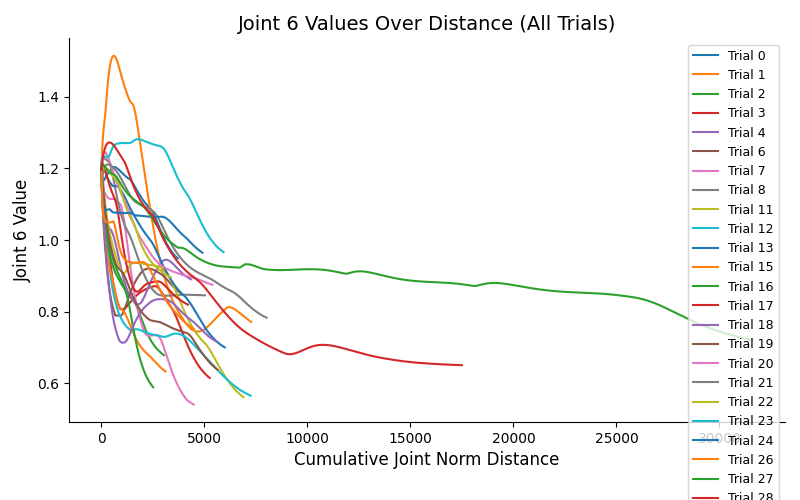 Joint 6 Values Over Distance (All Trials)
Joint 6 Value
1.4
1.2
1.0
0.8
0.6
0
5000
10000
15000
20000
25000
30000
Cumulative Joint Norm Distance
Trial 0
Trial 1
Trial 2
Trial 3
Trial 4
Trial 6
Trial 7
Trial 8
Trial 11
Trial 12
Trial 13
Trial 15
Trial 16
Trial 17
Trial 18
Trial 19
Trial 20
Trial 21
Trial 22
Trial 23
Trial 24
Trial 26
Trial 27
Trial 28